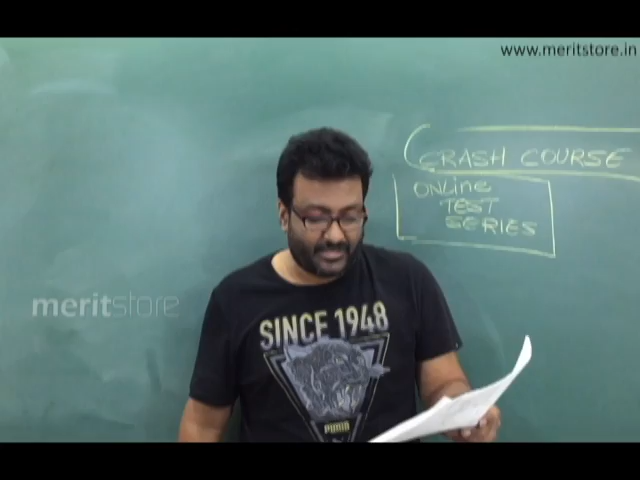 www.meritstore.in
CRASH COURSE
ONLine
TEST
SERIES
meritstore
SINCE 1948
PUMA